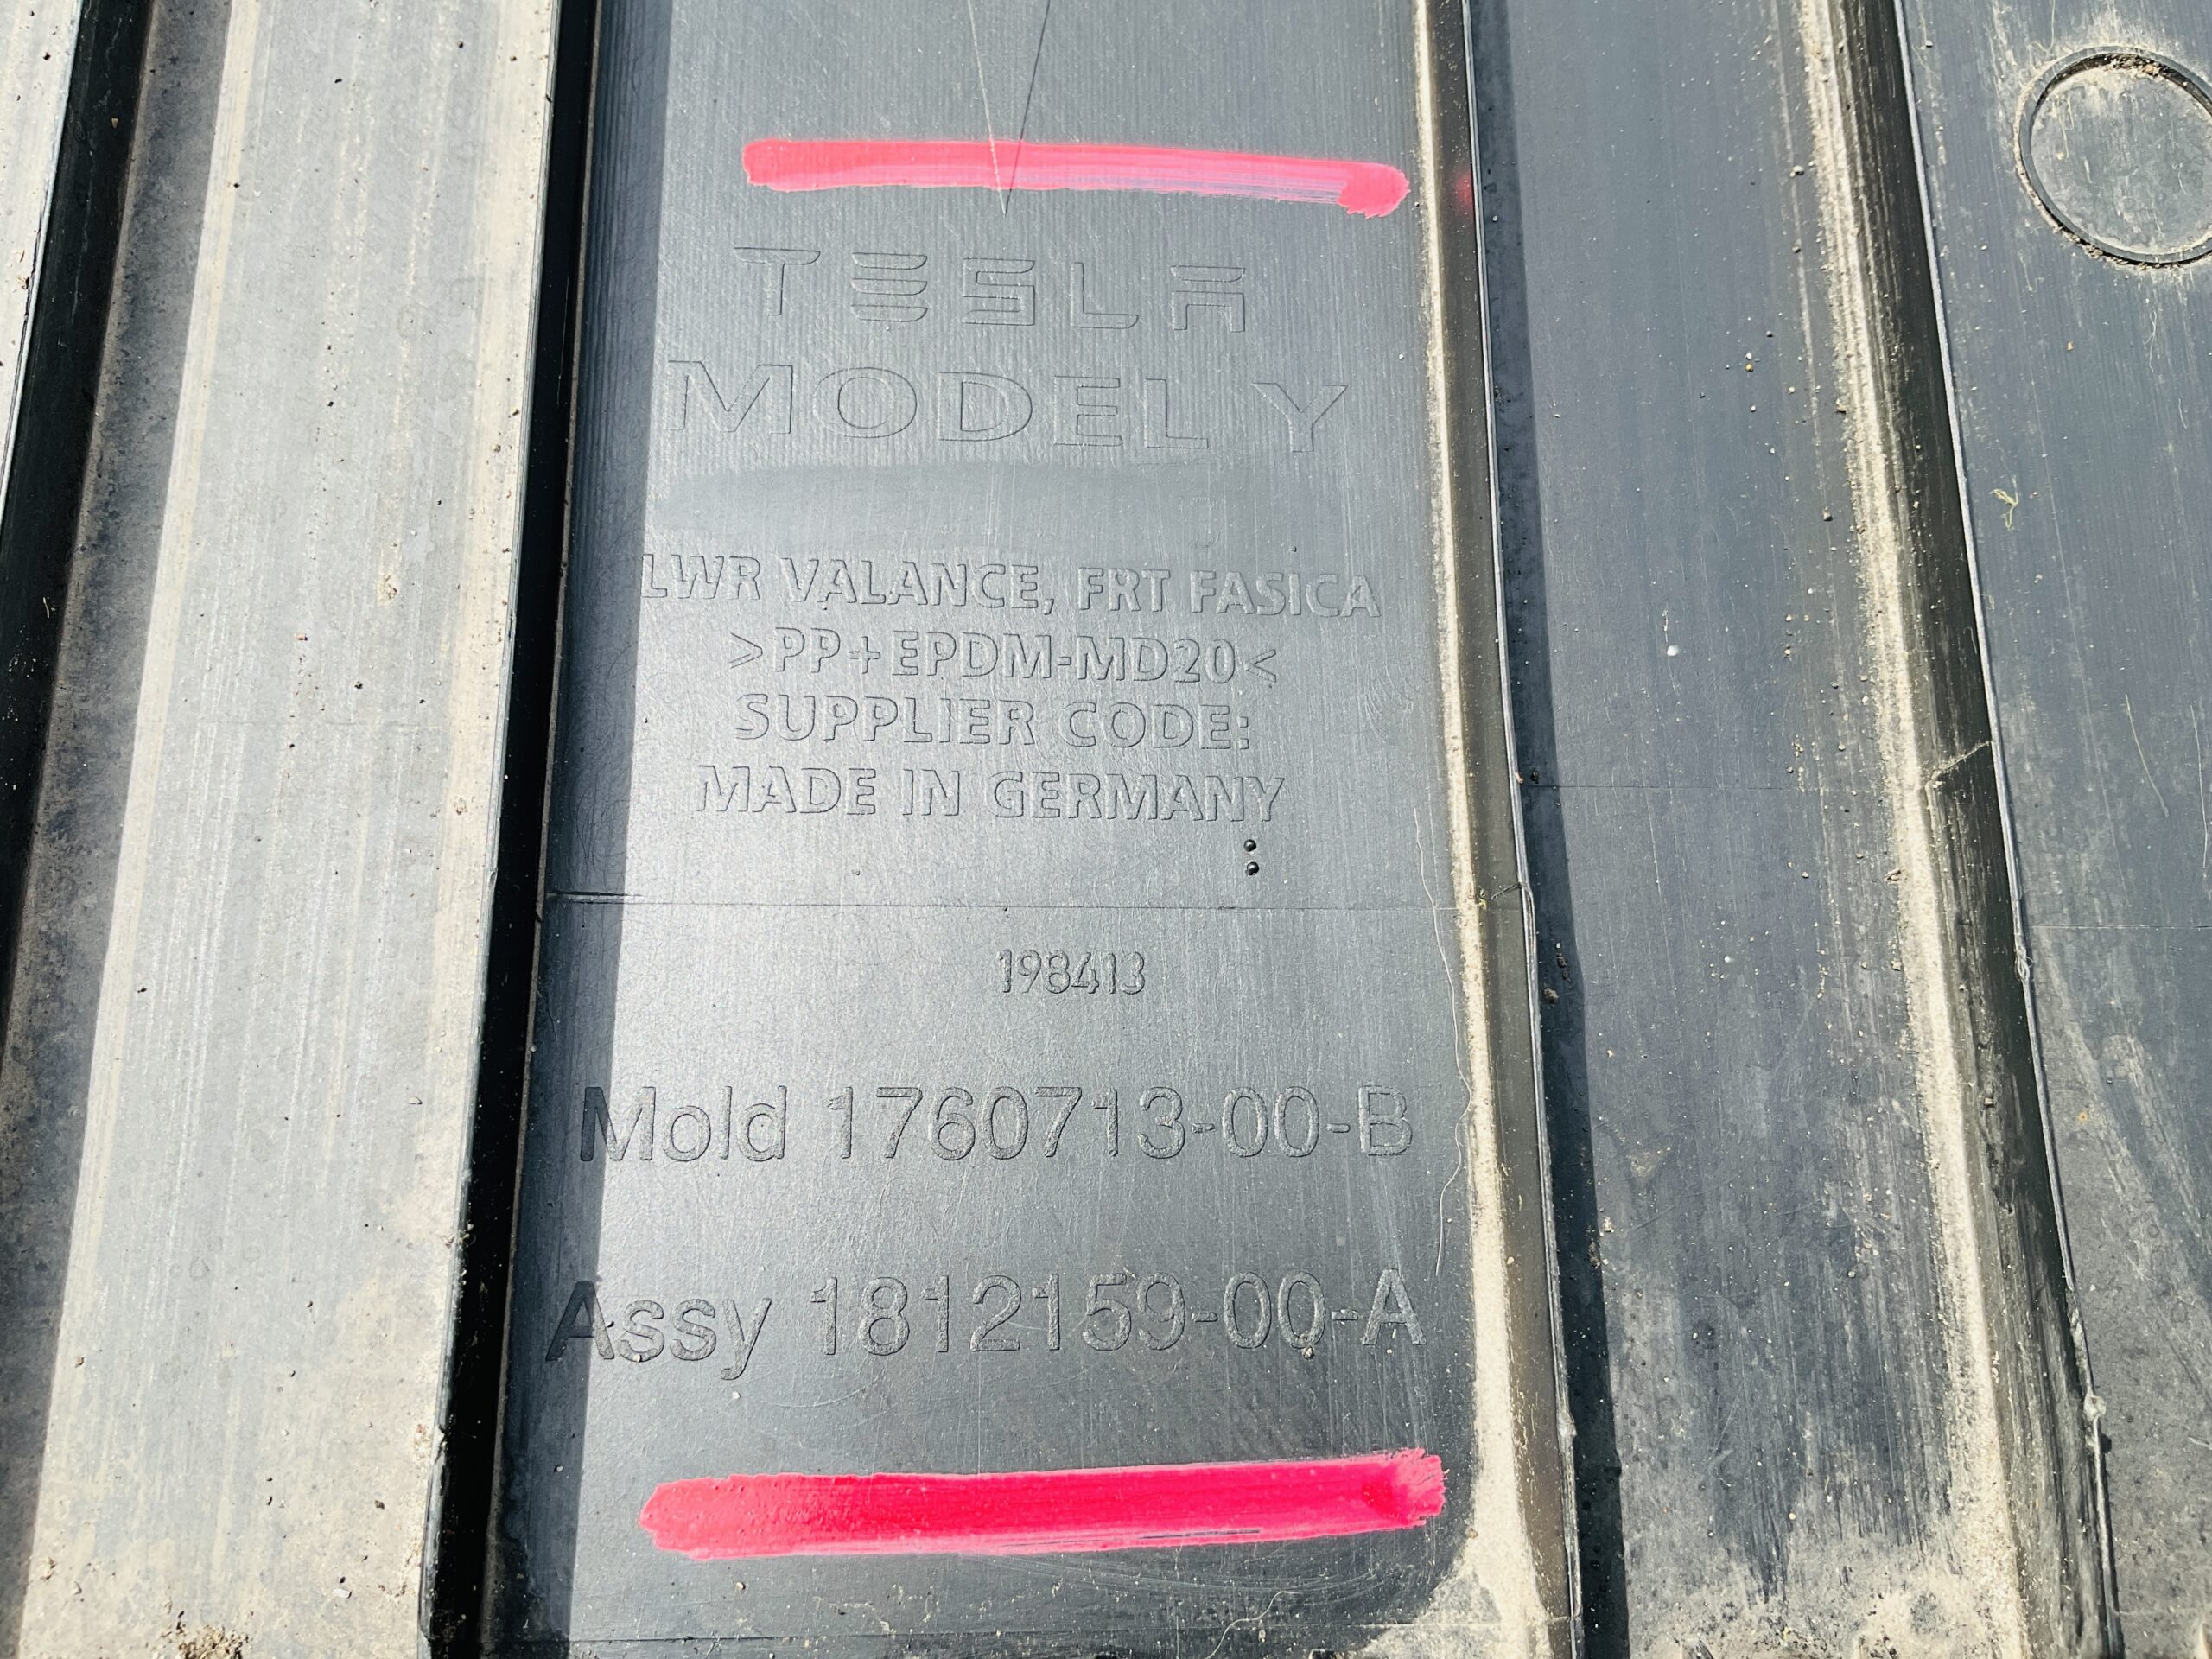 TESLA
MODEL Y
LWR VALANCE, FRT FASICA
>PP+EPDM-MD20<
SUPPLIER CODE:
MADE IN GERMANY
198413
Mold 1760713-00-B
Assy 1812159-00-A